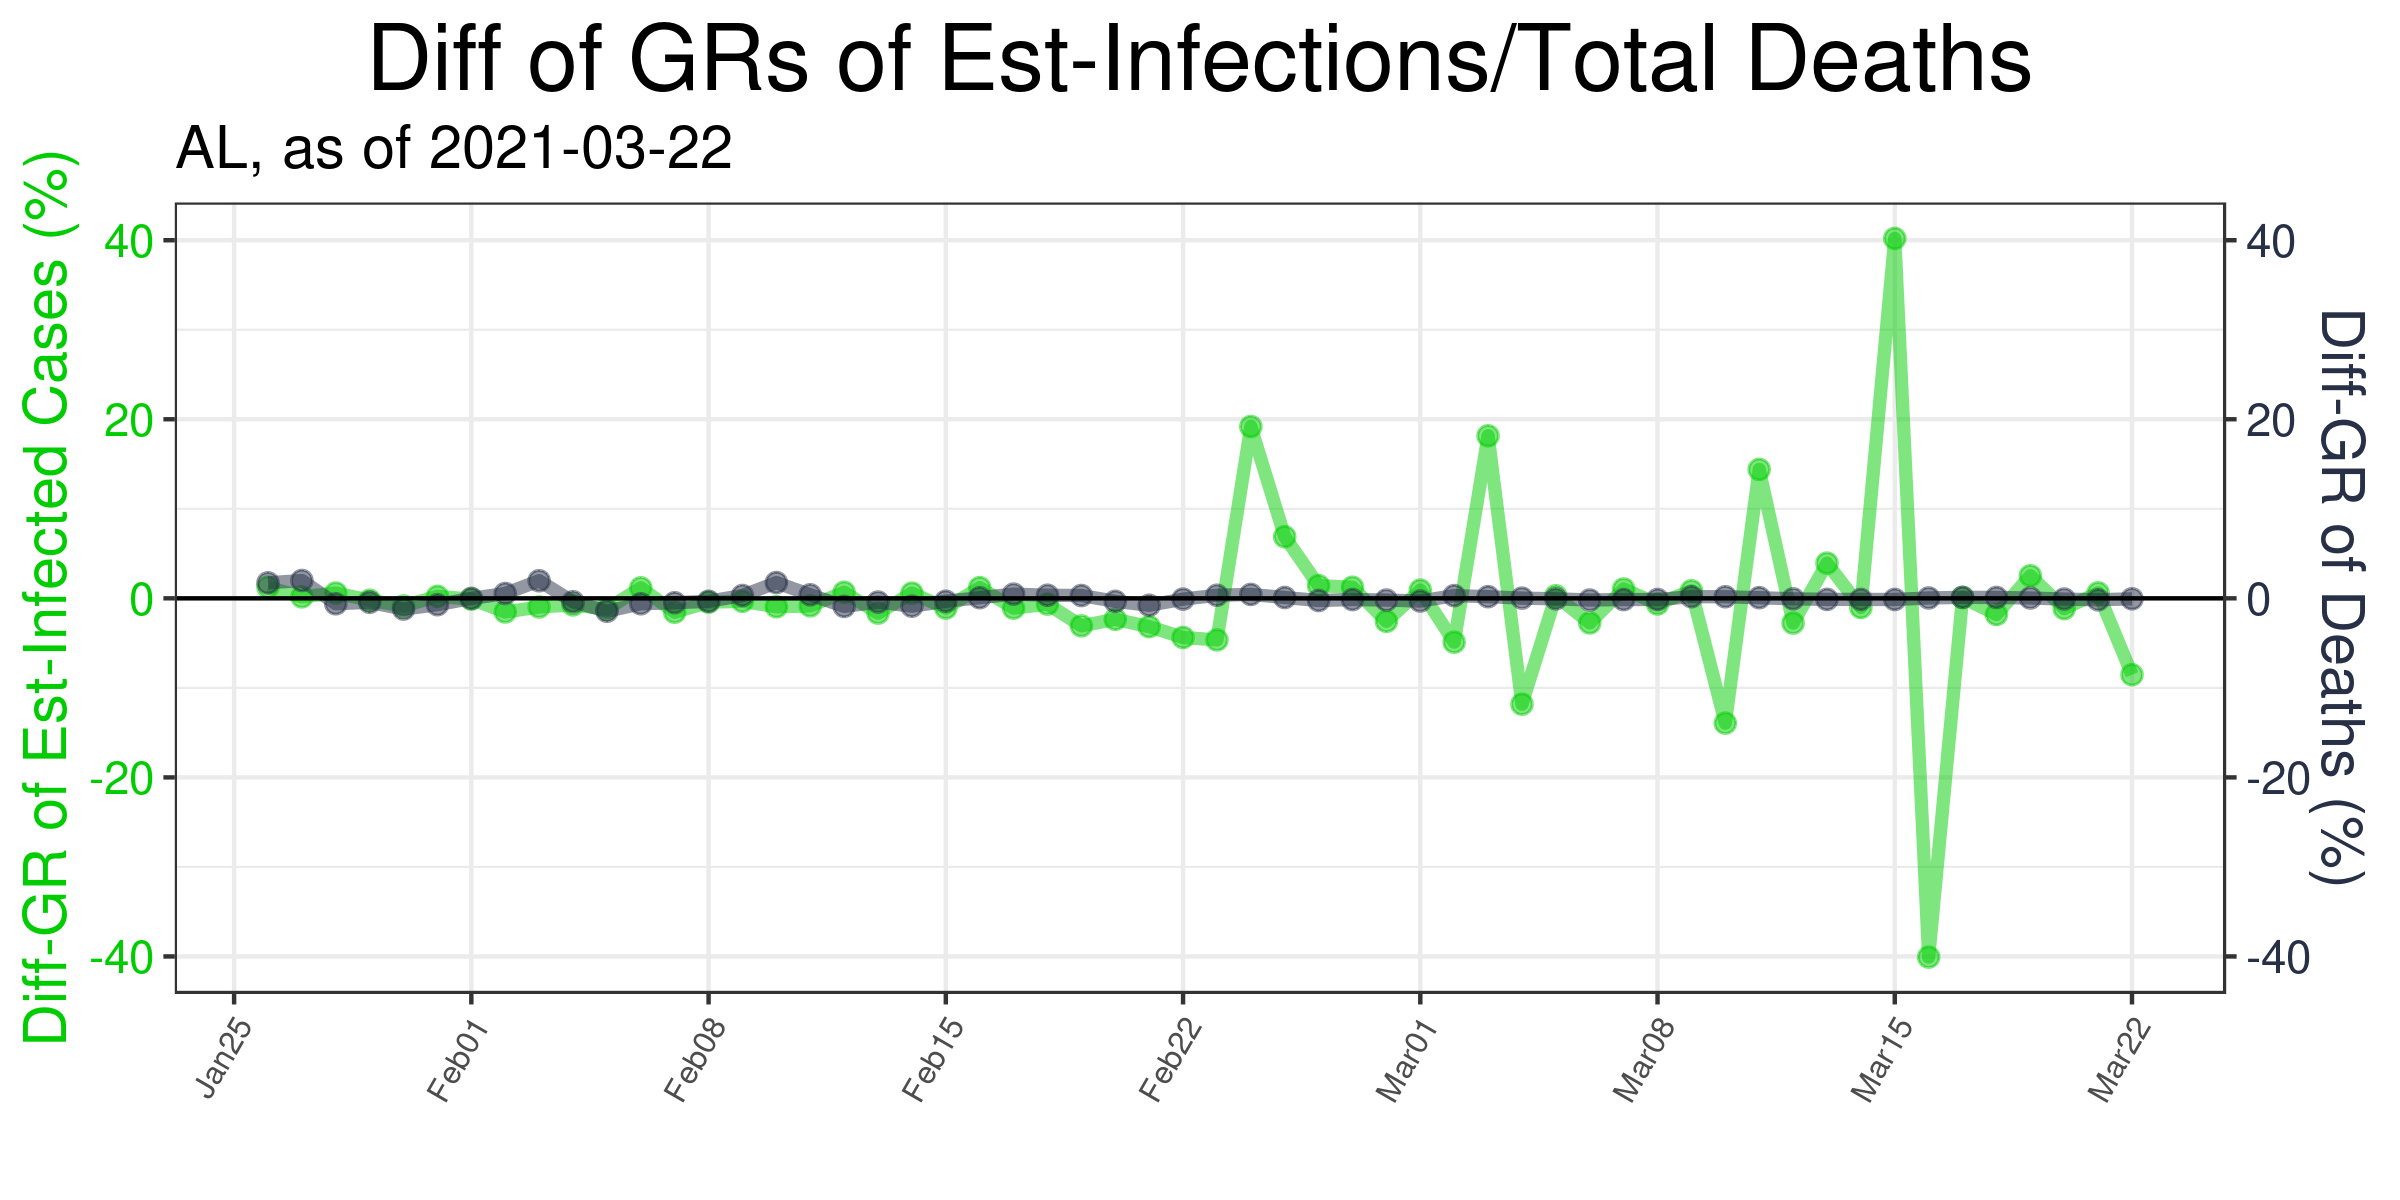 Diff of GRs of Est-Infections/Total Deaths
AL, as of 2021-03-22
Diff-GR of Est-Infected Cases (%)
40
20
0
-20
-40
40
20
0
-20
-40
Diff-GR of Deaths (%)
Jan25
Feb01
Feb08
Feb15
Feb22
Mar01
Mar08
Mar15
Mar22